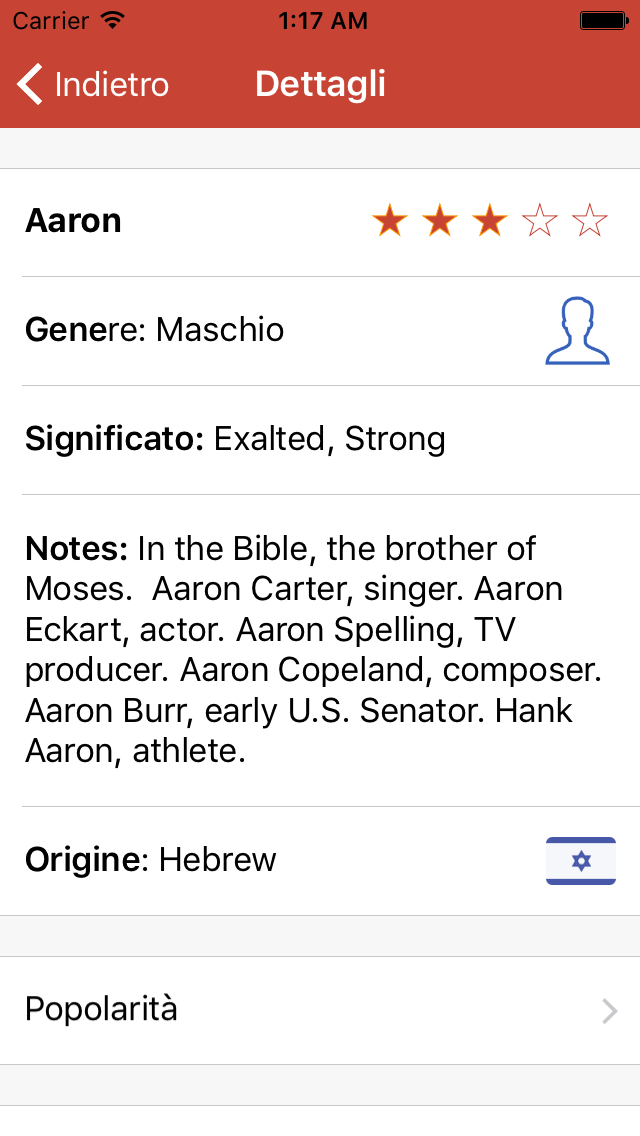 Carrier 1:17 AM
Indietro Dettagli
Aaron
Genere: Maschio
Significato: Exalted, Strong
Notes: In the Bible, the brother of
Moses.  Aaron Carter, singer. Aaron
Eckart, actor. Aaron Spelling, TV
producer. Aaron Copeland, composer.
Aaron Burr, early U.S. Senator. Hank
Aaron, athlete.
Origine: Hebrew
Popolarità